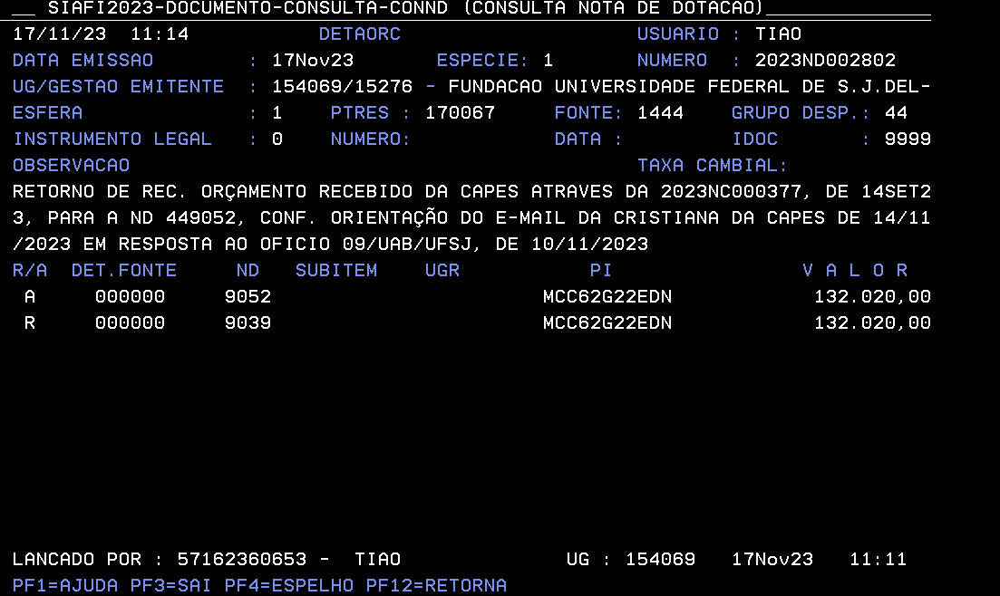 __ SIAFI2023-DOCUMENTO-CONSULTA-CONND (CONSULTA NOTA DE DOTACAO)______________
17/11/23  11:14           DETAORC                    USUARIO : TIAO
DATA EMISSAO        : 17Nov23       ESPECIE: 1       NUMERO  : 2023ND002802
UG/GESTAO EMITENTE  : 154069/15276 - FUNDACAO UNIVERSIDADE FEDERAL DE S.J.DEL-
ESFERA              : 1    PTRES : 170067     FONTE: 1444    GRUPO DESP.: 44
INSTRUMENTO LEGAL   : 0    NUMERO:            DATA :         IDOC       : 9999
OBSERVACAO                                           TAXA CAMBIAL:
RETORNO DE REC. ORÇAMENTO RECEBIDO DA CAPES ATRAVES DA 2023NC000377, DE 14SET2
3, PARA A ND 449052, CONF. ORIENTAÇÃO DO E-MAIL DA CRISTIANA DA CAPES DE 14/11
/2023 EM RESPOSTA AO OFICIO 09/UAB/UFSJ, DE 10/11/2023
R/A  DET.FONTE     ND   SUBITEM    UGR           PI                V A L O R
A     000000     9052                       MCC62G22EDN            132.020,00
R     000000     9039                       MCC62G22EDN            132.020,00
LANCADO POR : 57162360653 -  TIAO              UG : 154069   17Nov23   11:11
PF1=AJUDA PF3=SAI PF4=ESPELHO PF12=RETORNA